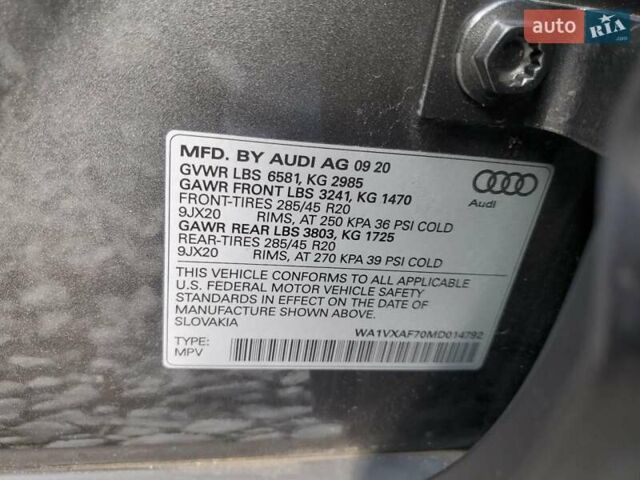 auto RIA
.com
MFD. BY AUDI AG 09 20
GVWR LBS 6581, KG 2985
GAWR FRONT LBS 3241, KG 1470
FRONT-TIRES 285/45 R20
9JX20 RIMS, AT 250 KPA 36 PSI COLD
GAWR REAR LBS 3803, KG 1725
REAR-TIRES 285/45 R20
9JX20 RIMS, AT 270 KPA 39 PSI COLD
Audi
THIS VEHICLE CONFORMS TO ALL APPLICABLE
U.S. FEDERAL MOTOR VEHICLE SAFETY
STANDARDS IN EFFECT ON THE DATE OF
MANUFACTURE SHOWN ABOVE.
SLOVAKIA
WA1VXAF70MD014792
TYPE:
MPV